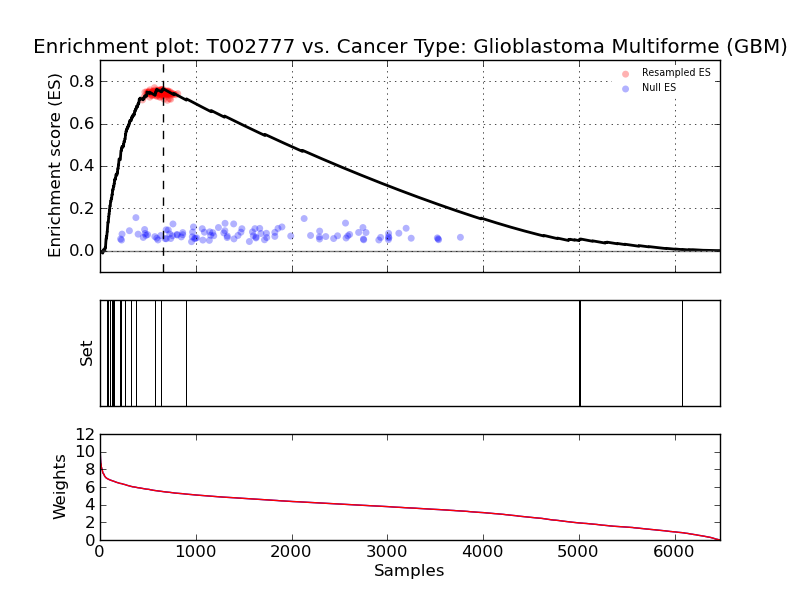 Enrichment plot: T002777 vs. Cancer Type: Glioblastoma Multiforme (GBM)
Enrichment score (ES)
0.8
0.6
0.4
0.2
0.0
Resampled ES
Null ES
Set
Weights
12
10
8
6
4
2
0
0 1000 2000 3000 4000 5000 6000
Samples